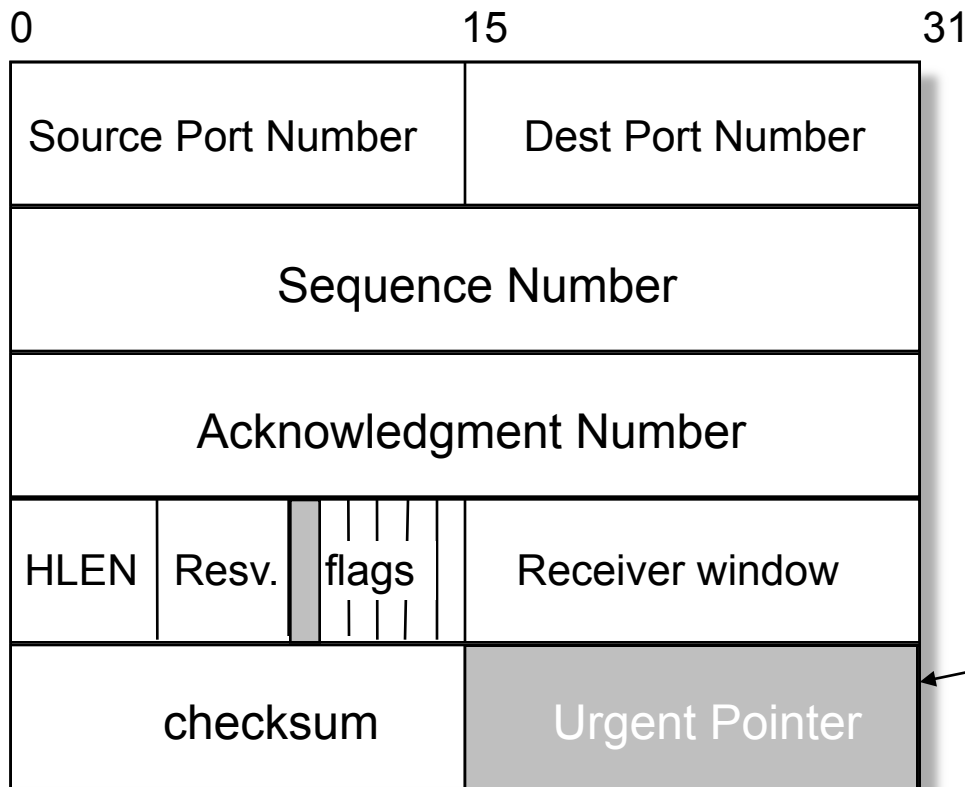 0 15 31
Source Port Number Dest Port Number
Sequence Number
Acknowledgment Number
HLEN Resv. flags Receiver window
checksum Urgent Pointer